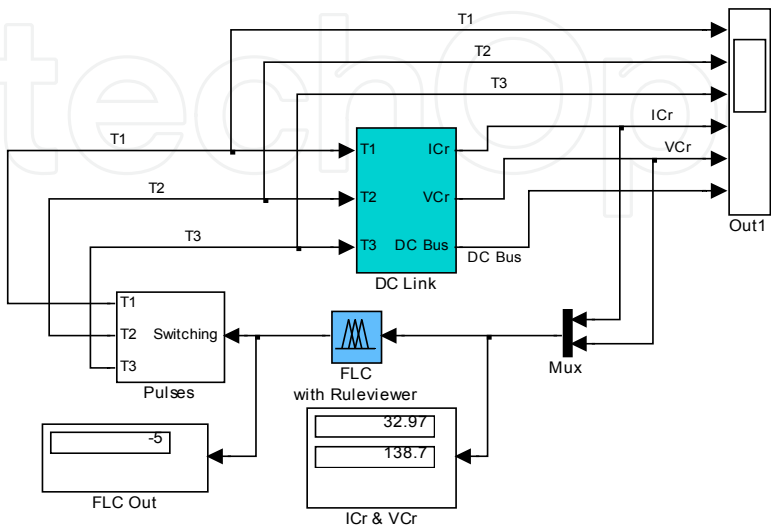 T1
T2
T3
ICr
VCr
T1
T2
T3
T1
T2
T3
ICr
VCr
DC Bus
DC Link
DC Bus
Out1
T1
T2
T3
Switching
Pulses
FLC
with Ruleviewer
Mux
-5
FLC Out
32.97
138.7
ICr & VCr
techOp